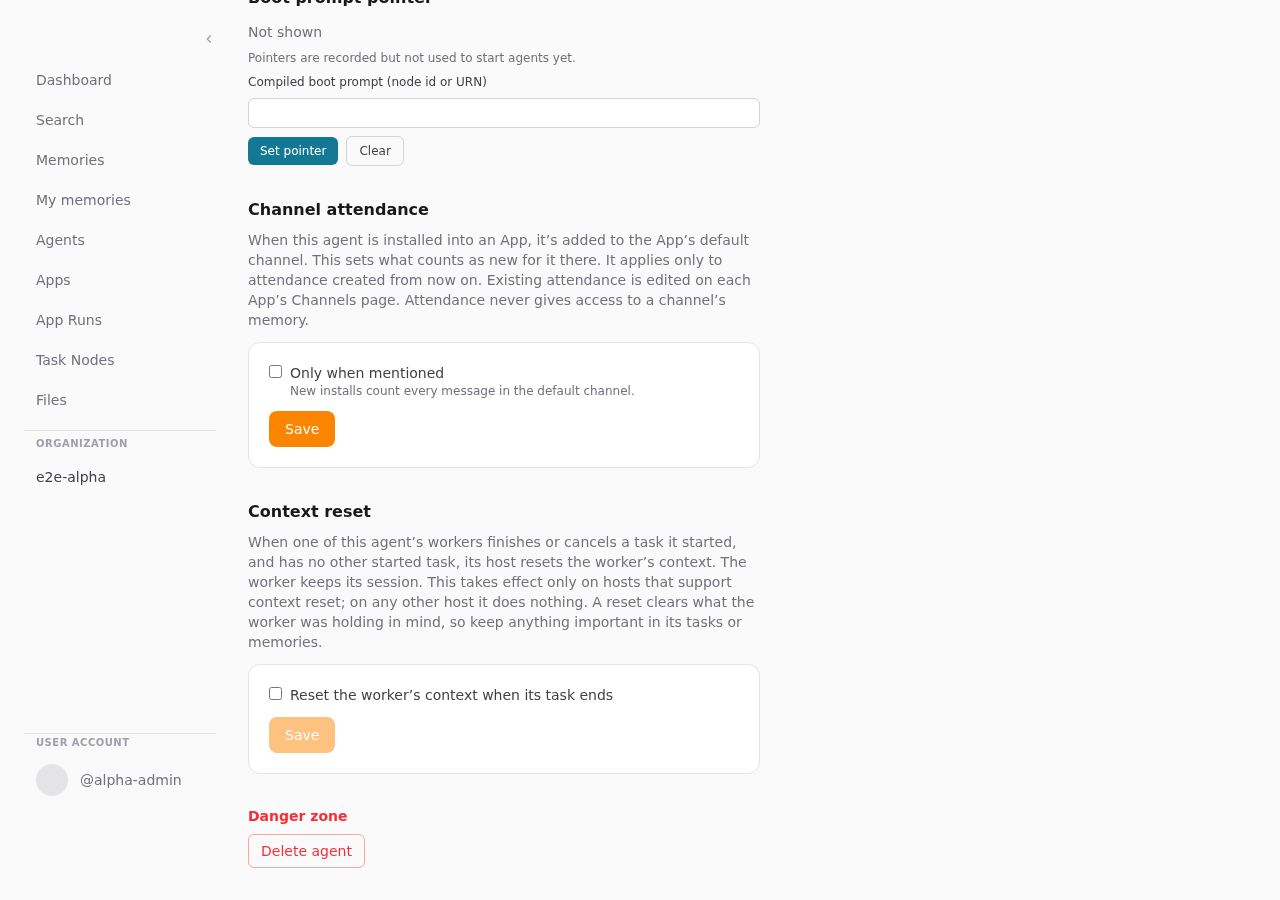 Boot prompt pointer
Not shown
Pointers are recorded but not used to start agents yet.
Compiled boot prompt (node id or URN)
Set pointer
Clear
Channel attendance
When this agent is installed into an App, it’s added to the App’s default
channel. This sets what counts as new for it there. It applies only to
attendance created from now on. Existing attendance is edited on each
App’s Channels page. Attendance never gives access to a channel’s
memory.
Only when mentioned
New installs count every message in the default channel.
Save
Context reset
When one of this agent’s workers finishes or cancels a task it started,
and has no other started task, its host resets the worker’s context. The
worker keeps its session. This takes effect only on hosts that support
context reset; on any other host it does nothing. A reset clears what the
worker was holding in mind, so keep anything important in its tasks or
memories.
Reset the worker’s context when its task ends
Save
Danger zone
Delete agent
Dashboard
Search
Memories
My memories
Agents
Apps
App Runs
Task Nodes
Files
ORGANIZATION
e2e-alpha
USER ACCOUNT
@alpha-admin